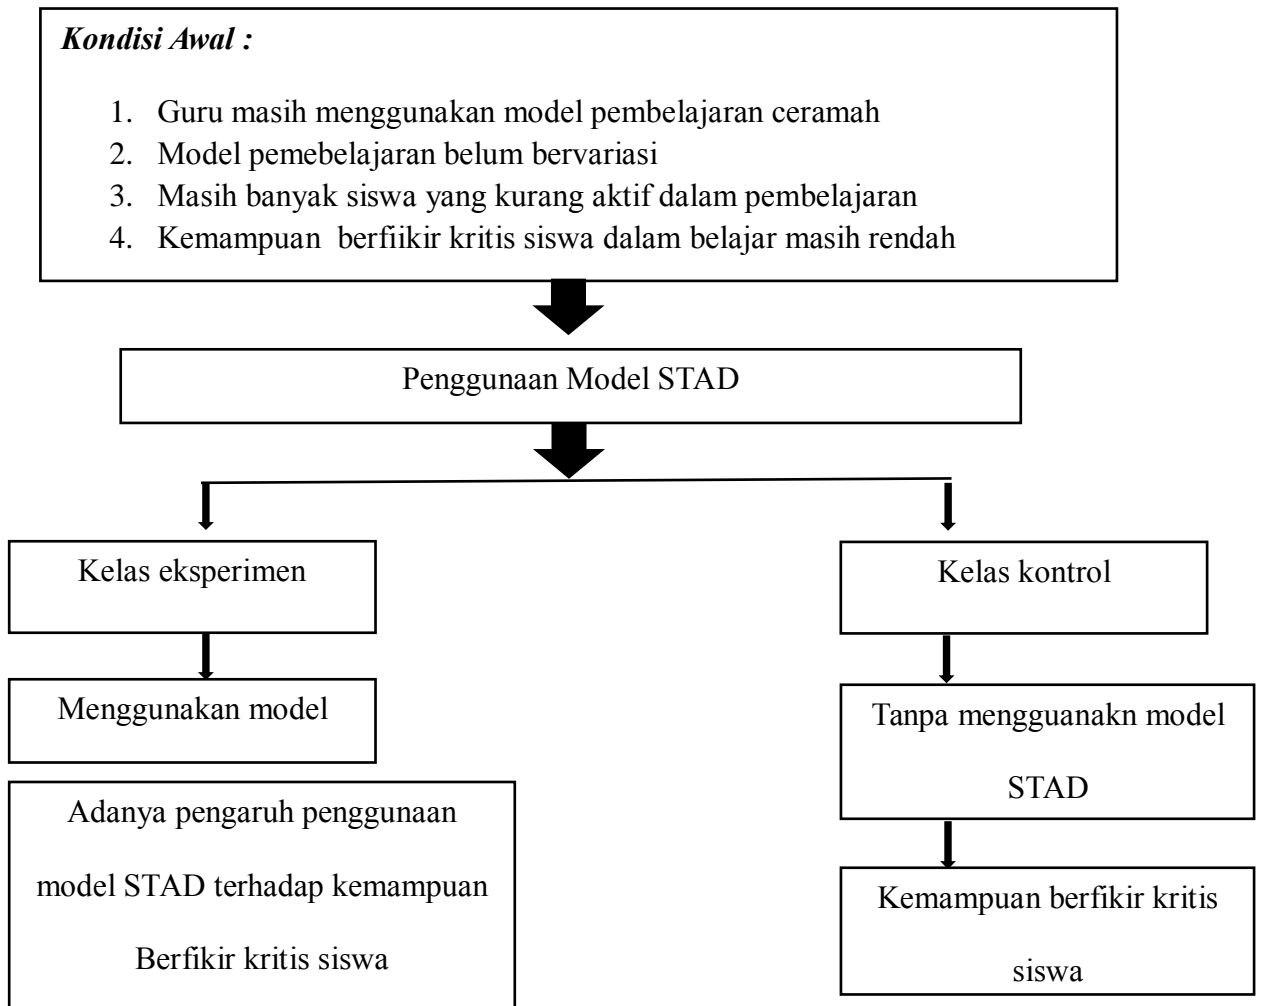 Kondisi Awal :
1. Guru masih menggunakan model pembelajaran ceramah
2. Model pemebelajaran belum bervariasi
3. Masih banyak siswa yang kurang aktif dalam pembelajaran
4. Kemampuan berfiikir kritis siswa dalam belajar masih rendah
Penggunaan Model STAD
Kelas eksperimen
Kelas kontrol
Menggunakan model
Tanpa mengguanakn model
STAD
Adanya pengaruh penggunaan
model STAD terhadap kemampuan
Berfikir kritis siswa
Kemampuan berfikir kritis
siswa